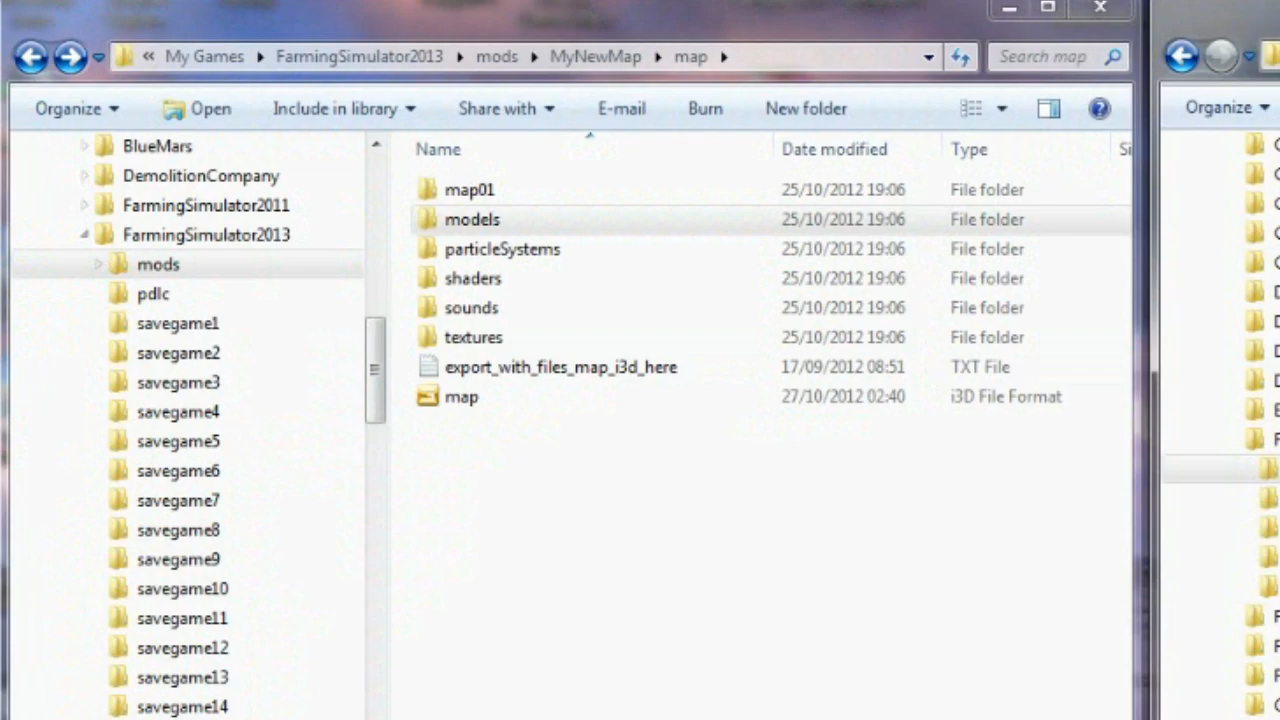 « My Games ▸ FarmingSimulator2013 ▸ mods ▸ MyNewMap ▸ map ▸
Search map
Organize Open Include in library Share with E-mail Burn New folder
Organize
Name Date modified Type Si
BlueMars
DemolitionCompany
FarmingSimulator2011
FarmingSimulator2013
mods
pdlc
savegame1
savegame2
savegame3
savegame4
savegame5
savegame6
savegame7
savegame8
savegame9
savegame10
savegame11
savegame12
savegame13
savegame14
map01 25/10/2012 19:06 File folder
models 25/10/2012 19:06 File folder
particleSystems 25/10/2012 19:06 File folder
shaders 25/10/2012 19:06 File folder
sounds 25/10/2012 19:06 File folder
textures 25/10/2012 19:06 File folder
export_with_files_map_i3d_here 17/09/2012 08:51 TXT File
map 27/10/2012 02:40 i3D File Format